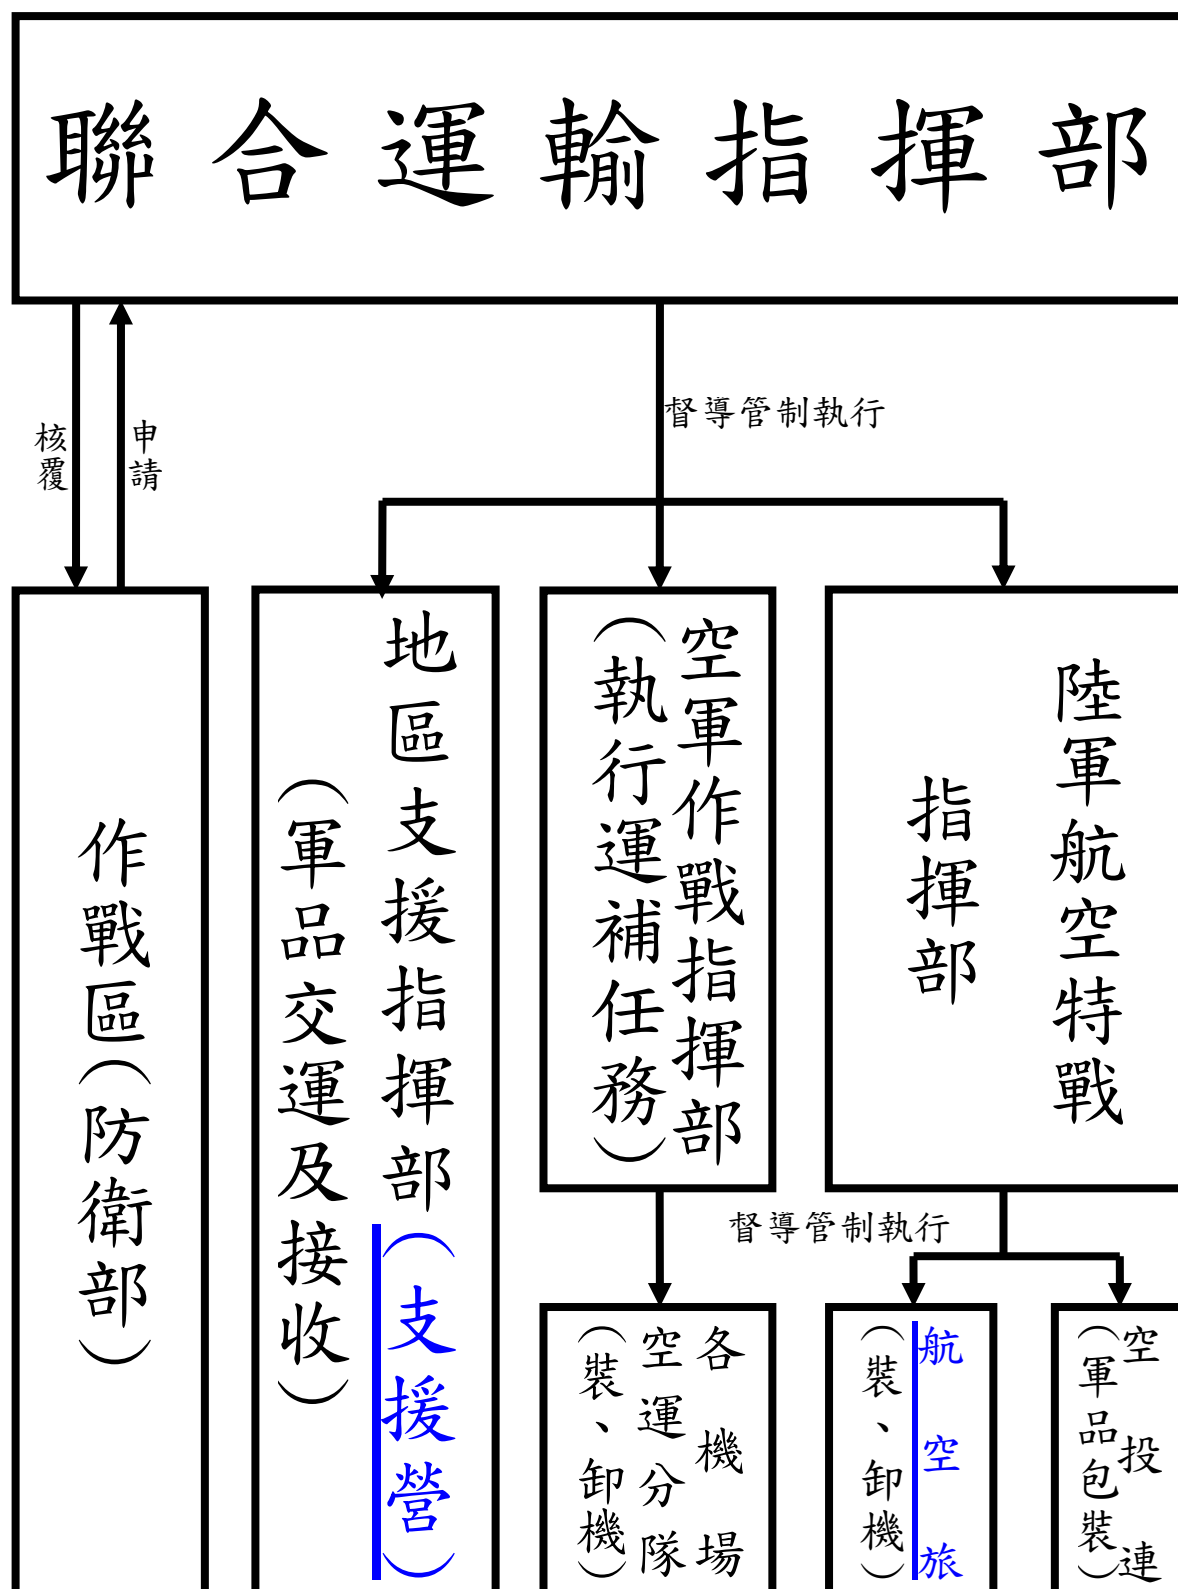 聯合運輸指揮部
核覆
申請
督導管制執行
作戰區(防衛部)
地區支援指揮部(支援營)
(軍品交運及接收)
空軍作戰指揮部
(執行運補任務)
陸軍航空特戰
指揮部
督導管制執行
各機場
空運分隊
(裝、卸機)
航空旅
(裝、卸機)
空投連
(軍品包裝)